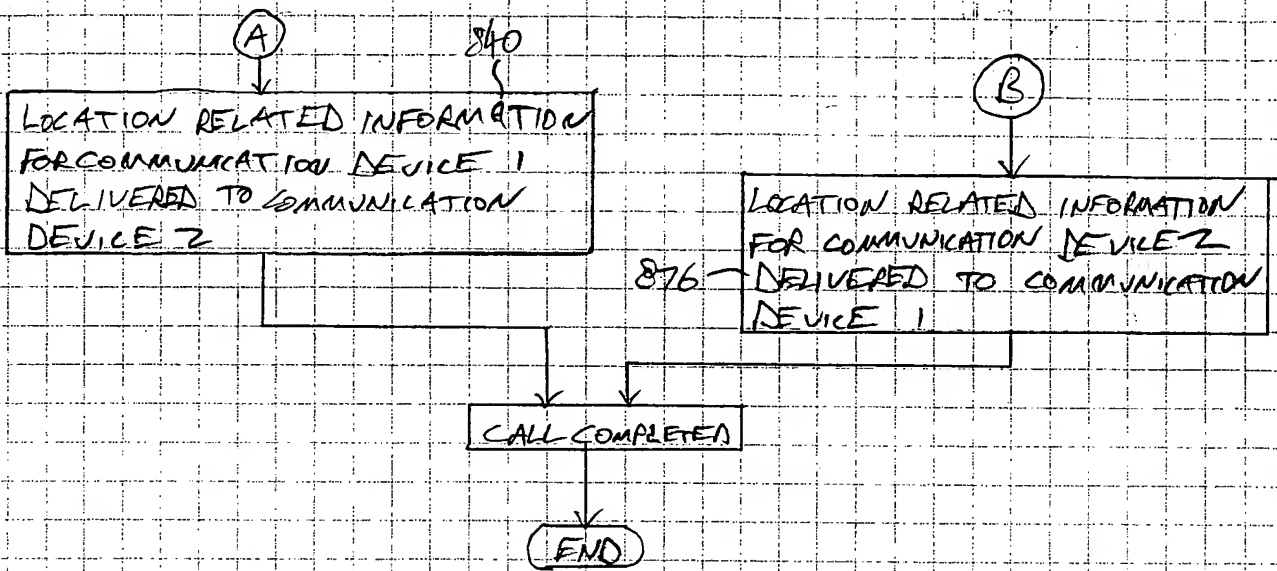 A
840
LOCATION RELATED INFORMATION
FOR COMMUNICATION DEVICE 1
DELIVERED TO COMMUNICATION
DEVICE 2
B
LOCATION RELATED INFORMATION
FOR COMMUNICATION DEVICE 2
876
DELIVERED TO COMMUNICATION
DEVICE 1
CALL COMPLETED
END